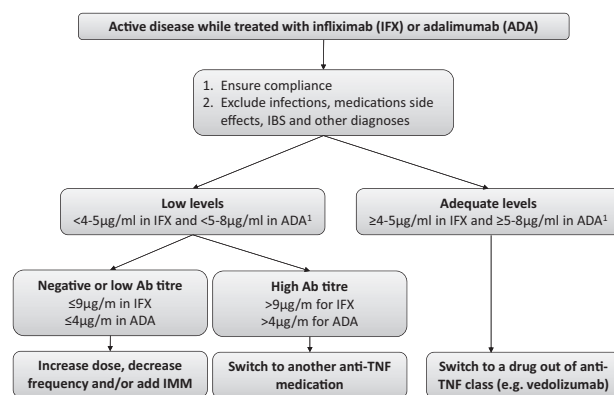 Active disease while treated with infliximab (IFX) or adalimumab (ADA)
1. Ensure compliance
2. Exclude infections, medications side
effects, IBS and other diagnoses
Low levels
<4-5µg/ml in IFX and <5-8µg/ml in ADA¹
Adequate levels
≥4-5µg/ml in IFX and ≥5-8µg/ml in ADA¹
Negative or low Ab titre
≤9µg/m in IFX
≤4µg/m in ADA
High Ab titre
>9µg/m for IFX
>4µg/m for ADA
Increase dose, decrease
frequency and/or add IMM
Switch to another anti-TNF
medication
Switch to a drug out of anti-
TNF class (e.g. vedolizumab)